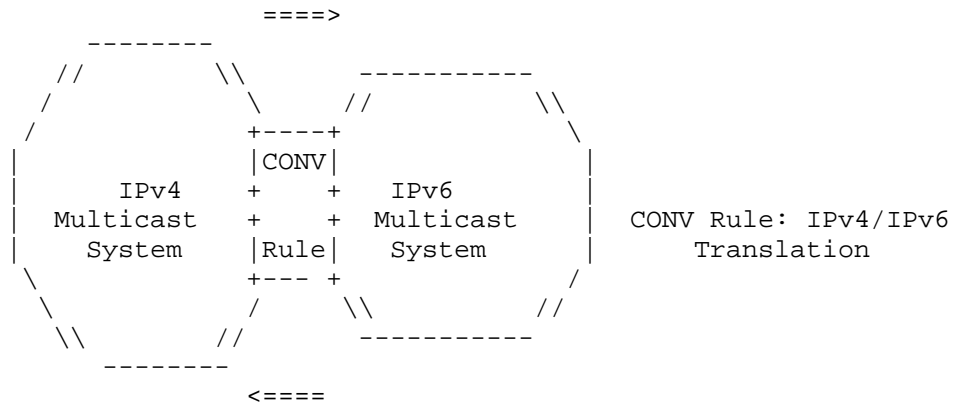 ====>
CONV
IPv4 IPv6
Multicast Multicast CONV Rule: IPv4/IPv6
System Rule System Translation
<====